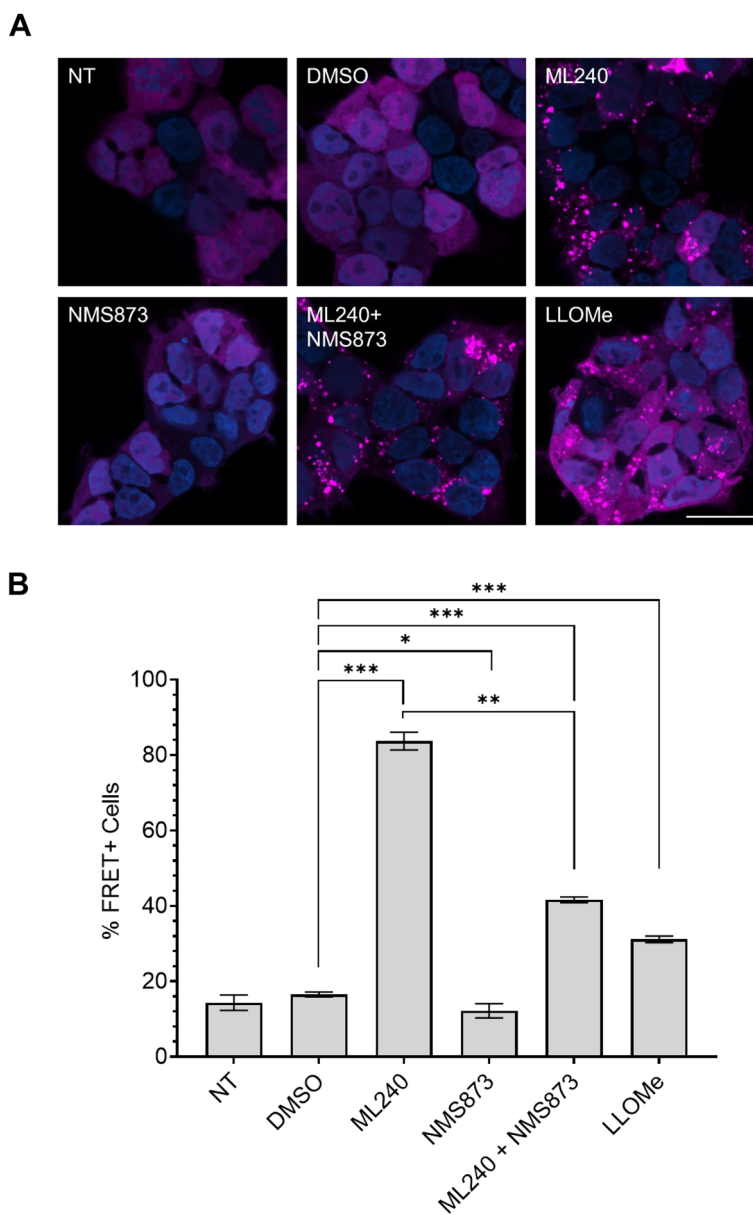 A
NT
DMSO
ML240
NMS873
ML240+
NMS873
LLOMe
B
***
***
*
***
**
100
80
60
40
20
0
% FRET+ Cells
NT
DMSO
ML240
NMS873
ML240 + NMS873
LLOMe